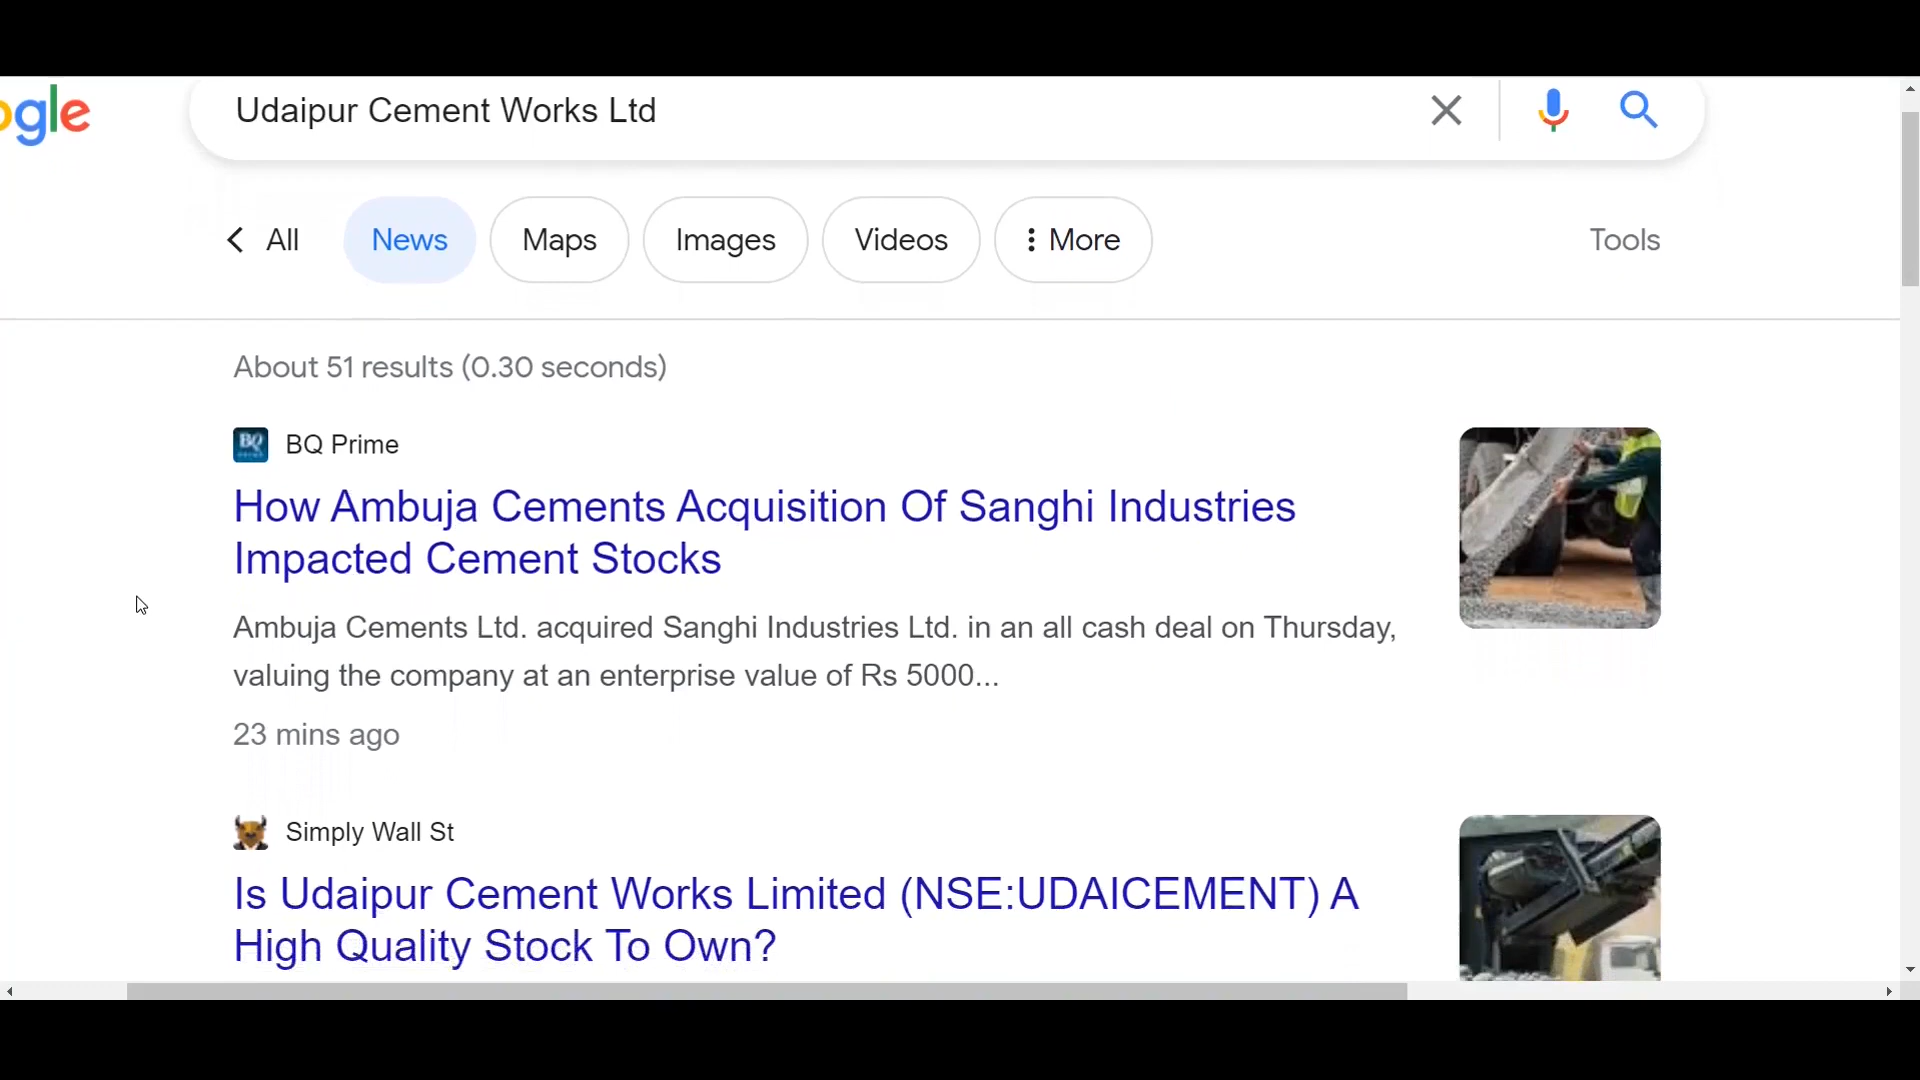 ogle
Udaipur Cement Works Ltd
All News Maps Images Videos More Tools
About 51 results (0.30 seconds)
BQ Prime
How Ambuja Cements Acquisition Of Sanghi Industries
Impacted Cement Stocks
Ambuja Cements Ltd. acquired Sanghi Industries Ltd. in an all cash deal on Thursday,
valuing the company at an enterprise value of Rs 5000...
23 mins ago
Simply Wall St
Is Udaipur Cement Works Limited (NSE:UDAICEMENT) A
High Quality Stock To Own?